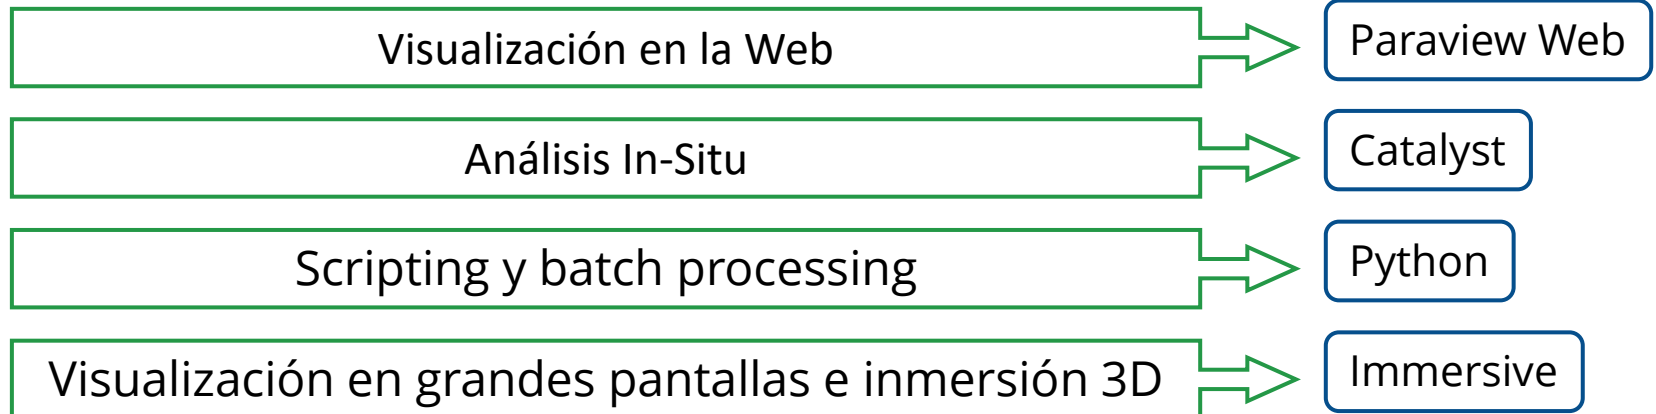 Visualización en la Web
Paraview Web
Análisis In-Situ
Catalyst
Scripting y batch processing
Python
Visualización en grandes pantallas e inmersión 3D
Immersive